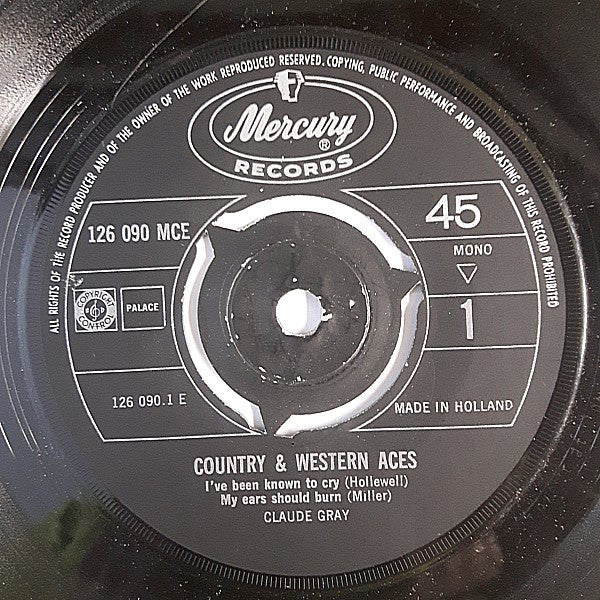 ALL RIGHTS OF THE RECORD PRODUCER AND OF THE OWNER OF THE WORK REPRODUCED RESERVED. COPYING, PUBLIC PERFORMANCE AND BROADCASTING OF THIS RECORD PROHIBITED
Mercury
®
RECORDS
126 090 MCE
45
MONO
COPYRIGHT CONTROL
PALACE
1
126 090.1 E
MADE IN HOLLAND
COUNTRY & WESTERN ACES
I've been known to cry (Hollewell)
My ears should burn (Miller)
CLAUDE GRAY